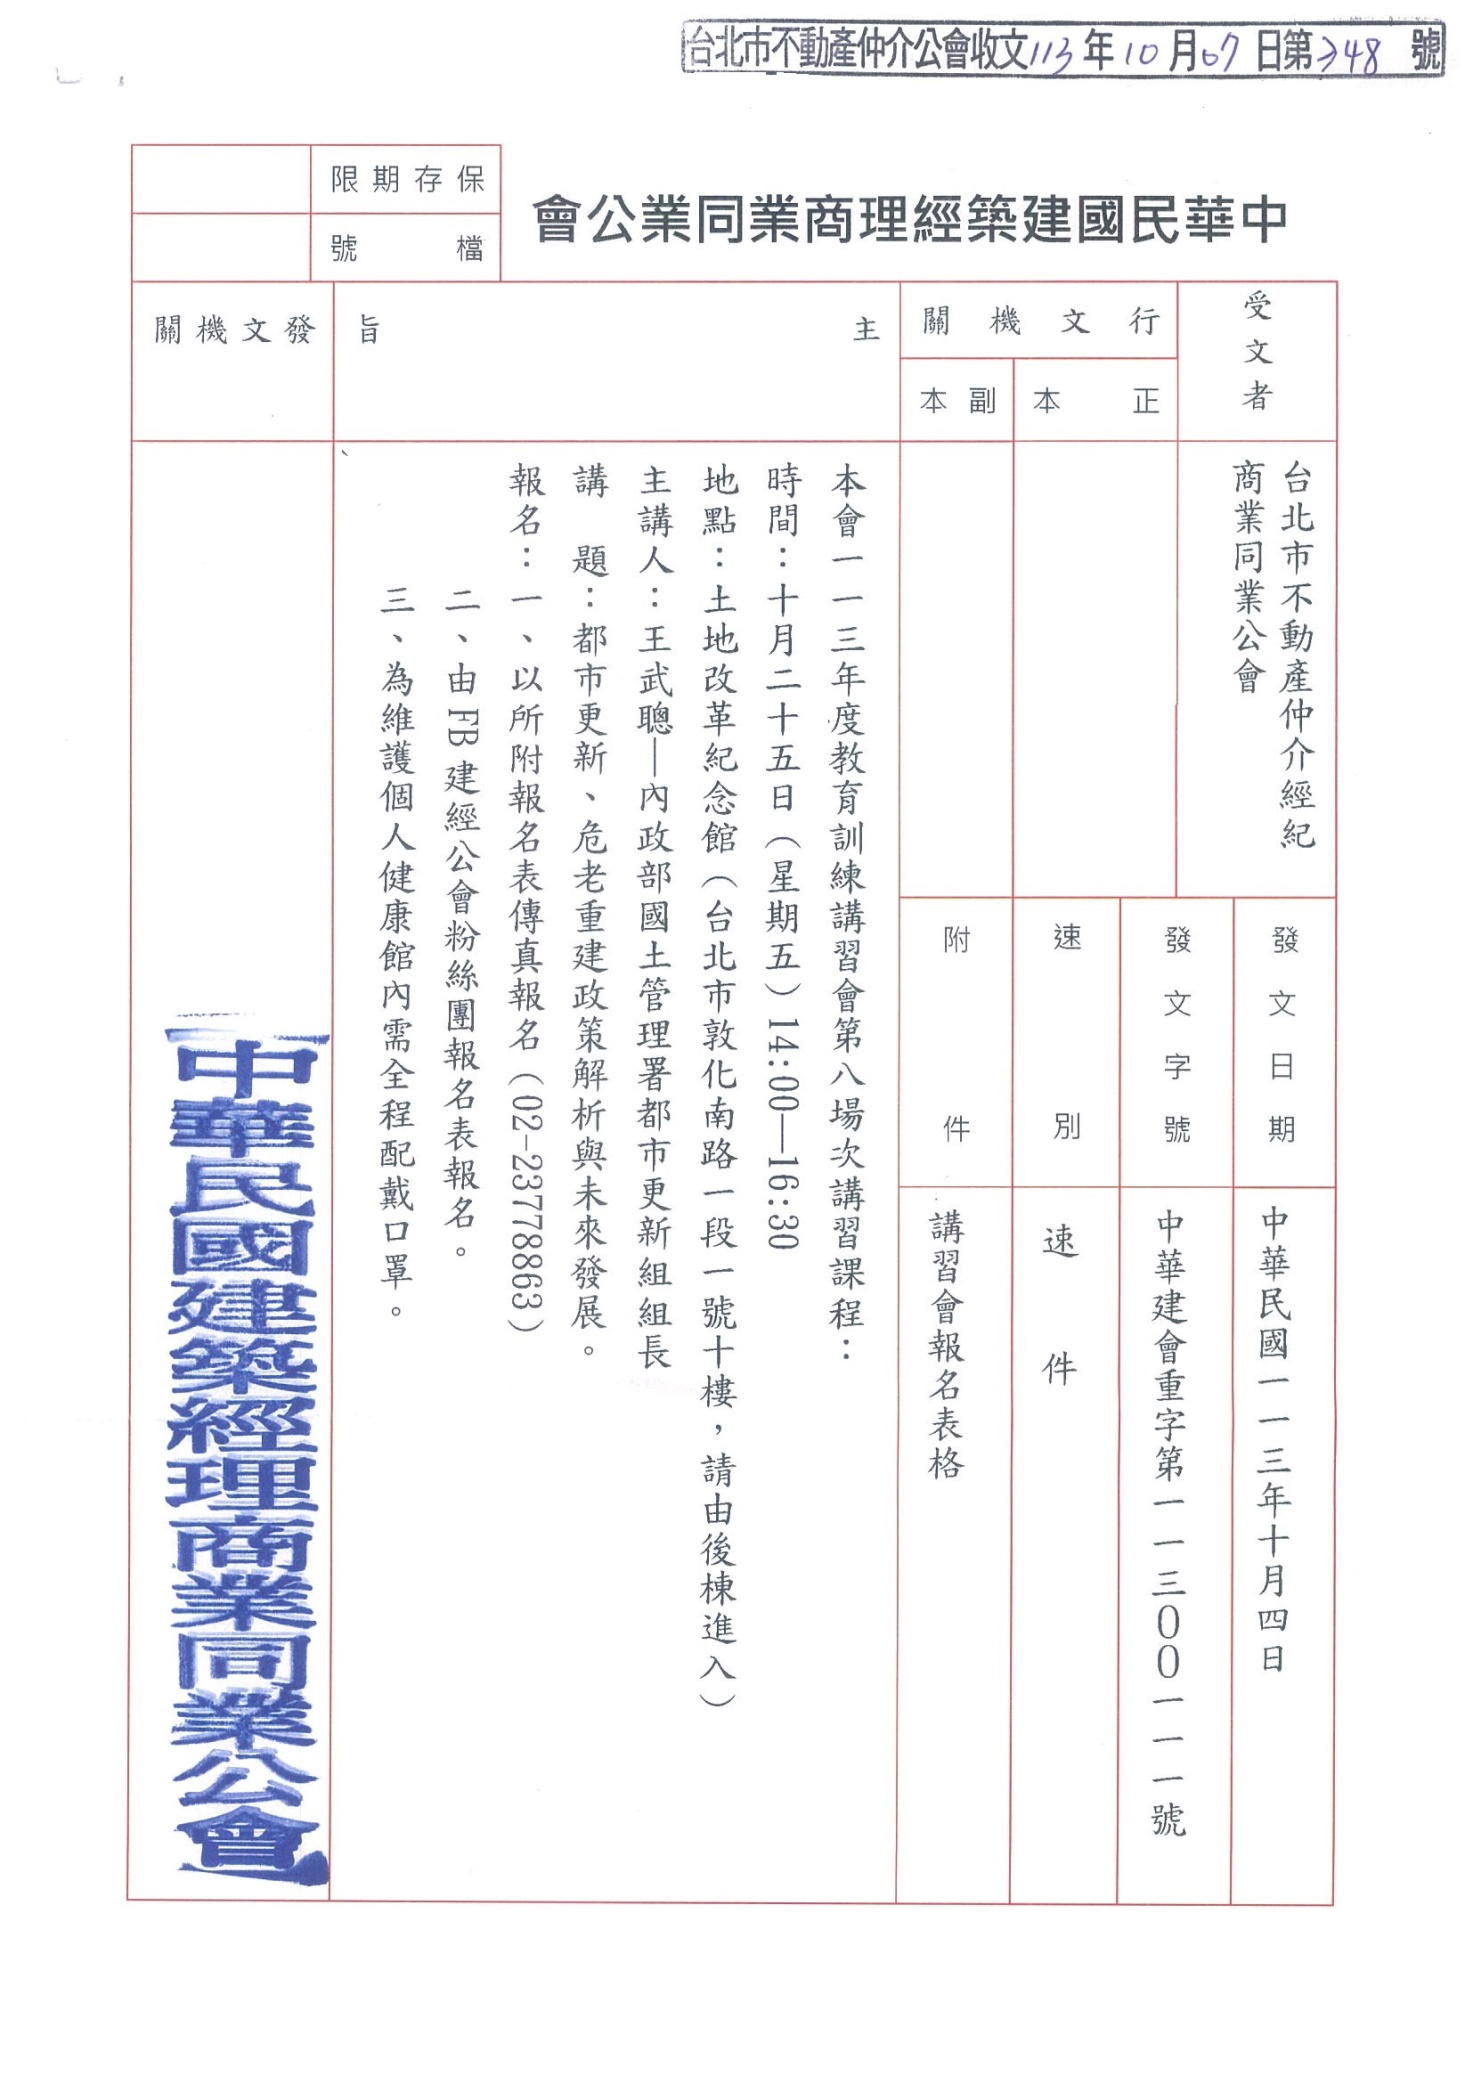 台北市不動產仲介公會收文113年10月07日第348號
中華民國建築經理商業同業公會
保存期限
檔號
受文者
台北市不動產仲介經紀
商業同業公會
行文機關
正本
副本
發文日期
中華民國一一三年十月四日
發文字號
中華建會重字第一一三00一一一號
速別
速件
附件
講習會報名表格
主旨
本會一一三年度教育訓練講習會第八場次講習課程：
時間：十月二十五日（星期五）14:00—16:30
地點：土地改革紀念館（台北市敦化南路一段一號十樓，請由後棟進入）
主講人：王武聰—內政部國土管理署都市更新組組長
講題：都市更新、危老重建政策解析與未來發展。
報名：一、以所附報名表傳真報名（02-23778863）
二、由FB建經公會粉絲團報名表報名。
三、為維護個人健康館內需全程配戴口罩。
發文機關
中華民國建築經理商業同業公會